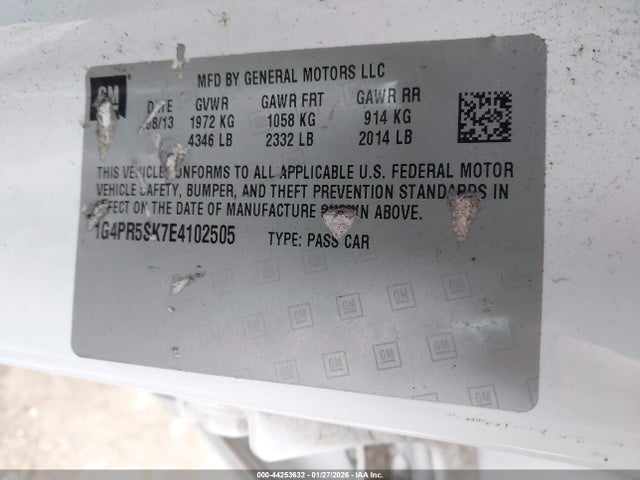 GM
MFD BY GENERAL MOTORS LLC
DATE GVWR GAWR FRT GAWR RR
08/13 1972 KG 1058 KG 914 KG
4346 LB 2332 LB 2014 LB
THIS VEHICLE CONFORMS TO ALL APPLICABLE U.S. FEDERAL MOTOR
VEHICLE SAFETY, BUMPER, AND THEFT PREVENTION STANDARDS IN
EFFECT ON THE DATE OF MANUFACTURE SHOWN ABOVE.
1G4PR5SK7E4102505 TYPE: PASS CAR
000-44253632 - 01/27/2026 - IAA Inc.